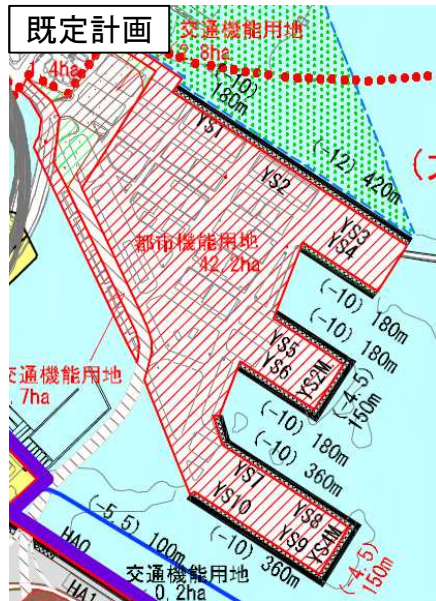 既定計画
交通機能用地
2.8ha
4ha
(-10)
180m
YS1
YS2
(-12) 420m
YS3
YS4
都市機能用地
42.2ha
(-10) 180m
(-10) 180m
YS5
YS6
YS2M
(-4.5)
150m
交通機能用地
7ha
(-10) 180m
(-10) 360m
YS7
YS8
YS10
YS9
YS4M
(-4.5)
150m
(-10) 360m
(-5.5) 100m
HA0
交通機能用地
0.2ha
HA1